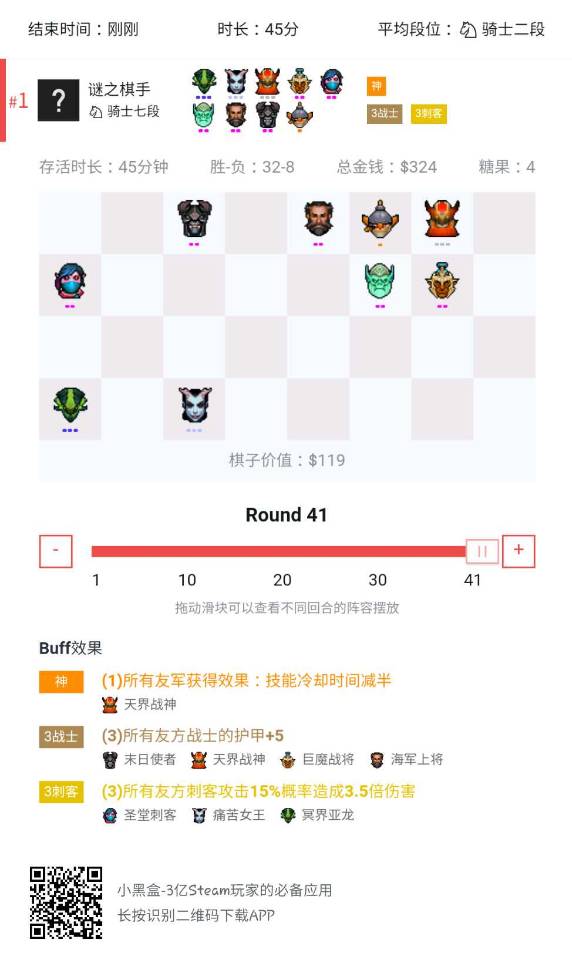 结束时间：刚刚 时长：45分 平均段位：骑士二段
#1 ? 谜之棋手 神
骑士七段 3战士 3刺客
存活时长：45分钟 胜-负：32-8 总金钱：$324 糖果：4
棋子价值：$119
Round 41
- +
1 10 20 30 41
拖动滑块可以查看不同回合的阵容摆放
Buff效果
神 (1)所有友军获得效果：技能冷却时间减半
天界战神
3战士 (3)所有友方战士的护甲+5
末日使者 天界战神 巨魔战将 海军上将
3刺客 (3)所有友方刺客攻击15%概率造成3.5倍伤害
圣堂刺客 痛苦女王 冥界亚龙
小黑盒-3亿Steam玩家的必备应用
长按识别二维码下载APP